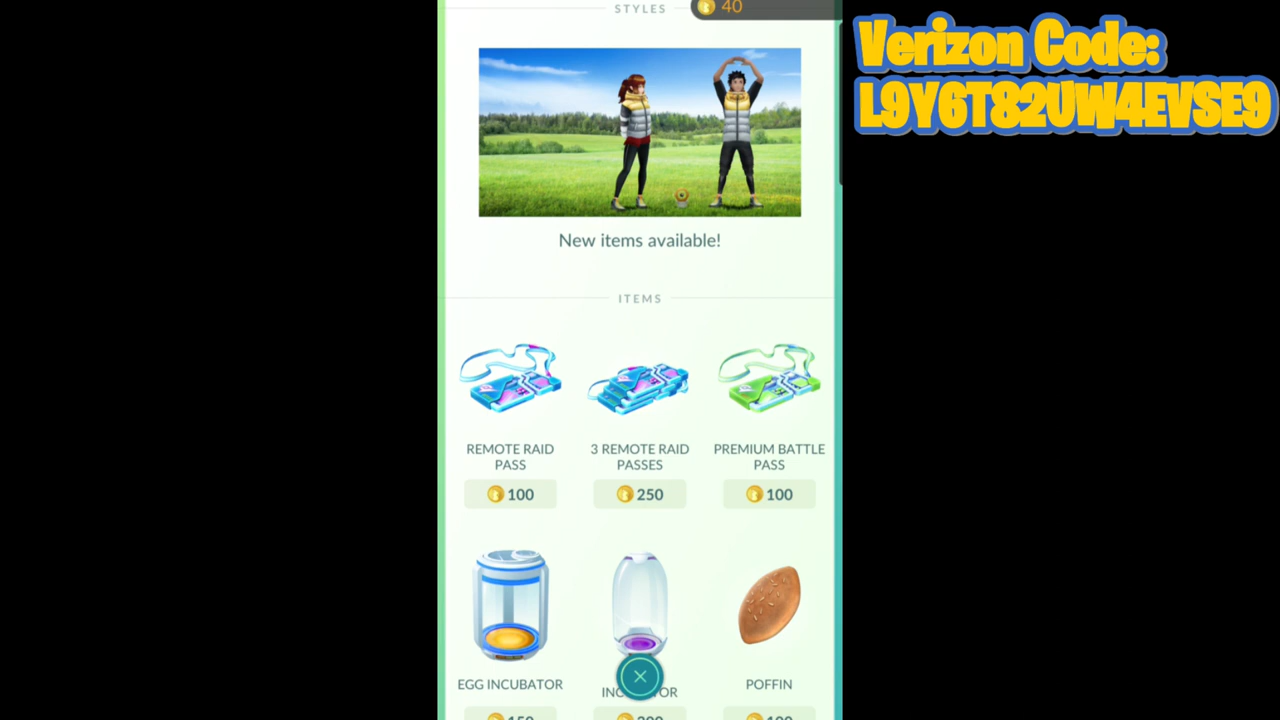 STYLES
40
Verizon Code:
L9Y6T82UW4EVSE9
New items available!
ITEMS
REMOTE RAID
PASS
100
3 REMOTE RAID
PASSES
250
PREMIUM BATTLE
PASS
100
EGG INCUBATOR
POFFIN